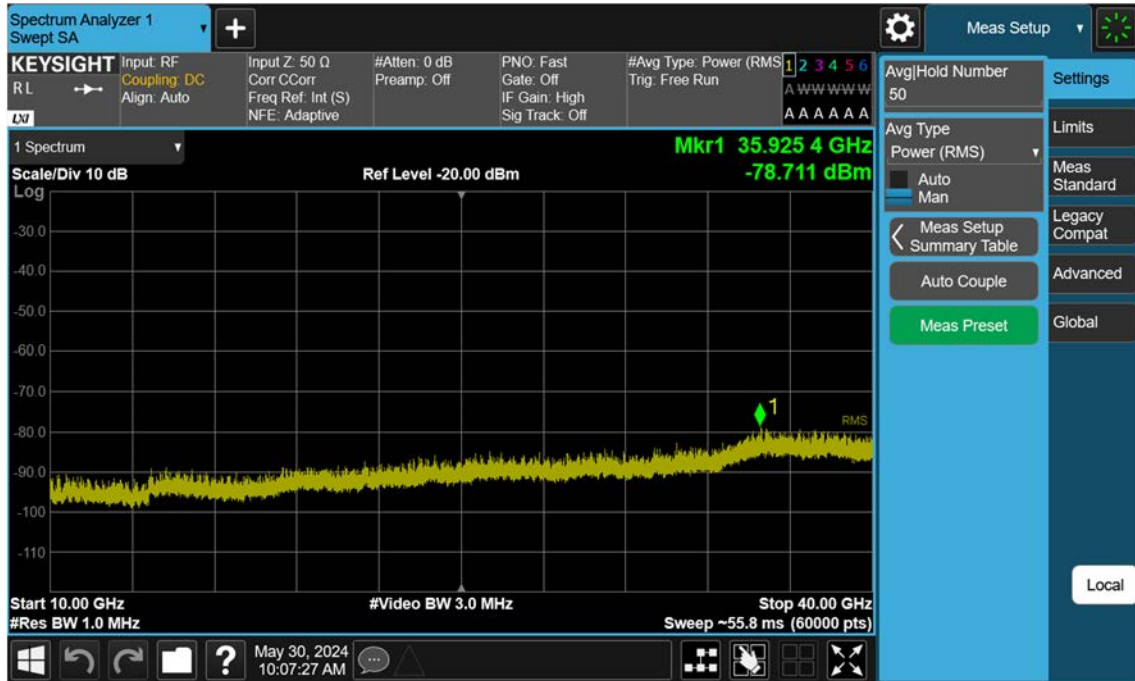 Spectrum Analyzer 1
Swept SA
Meas Setup
KEYSIGHT
R L
LXI
Input: RF
Coupling: DC
Align: Auto
Input Z: 50 Ω
Corr CCorr
Freq Ref: Int (S)
NFE: Adaptive
#Atten: 0 dB
Preamp: Off
PNO: Fast
Gate: Off
IF Gain: High
Sig Track: Off
#Avg Type: Power (RMS
Trig: Free Run
1 2 3 4 5 6
A W W W W W
A A A A A A
1 Spectrum
Mkr1 35.925 4 GHz
-78.711 dBm
Scale/Div 10 dB
Ref Level -20.00 dBm
Log
-30.0
-40.0
-50.0
-60.0
-70.0
-80.0
-90.0
-100
-110
1
RMS
Start 10.00 GHz
#Video BW 3.0 MHz
Stop 40.00 GHz
#Res BW 1.0 MHz
Sweep ~55.8 ms (60000 pts)
?
May 30, 2024
10:07:27 AM
Avg|Hold Number
50
Avg Type
Power (RMS)
Auto
Man
Meas Setup
Summary Table
Auto Couple
Meas Preset
Settings
Limits
Meas
Standard
Legacy
Compat
Advanced
Global
Local